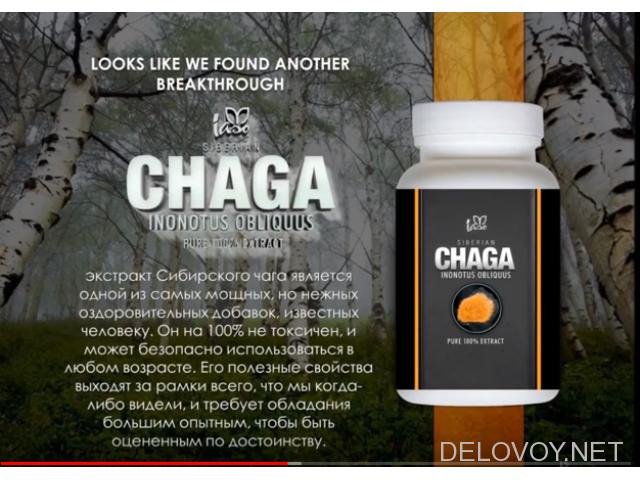 LOOKS LIKE WE FOUND ANOTHER
BREAKTHROUGH
iaso
SIBERIAN
CHAGA
INONOTUS OBLIQUUS
PURE 100% EXTRACT
экстракт Сибирского чага является
одной из самых мощных, но нежных
оздоровительных добавок, известных
человеку. Он на 100% не токсичен, и
может безопасно использоваться в
любом возрасте. Его полезные свойства
выходят за рамки всего, что мы когда-
либо видели, и требует обладания
большим опытным, чтобы быть
оцененным по достоинству.
iaso
SIBERIAN
CHAGA
INONOTUS OBLIQUUS
PURE 100% EXTRACT
DELOVOY.NET